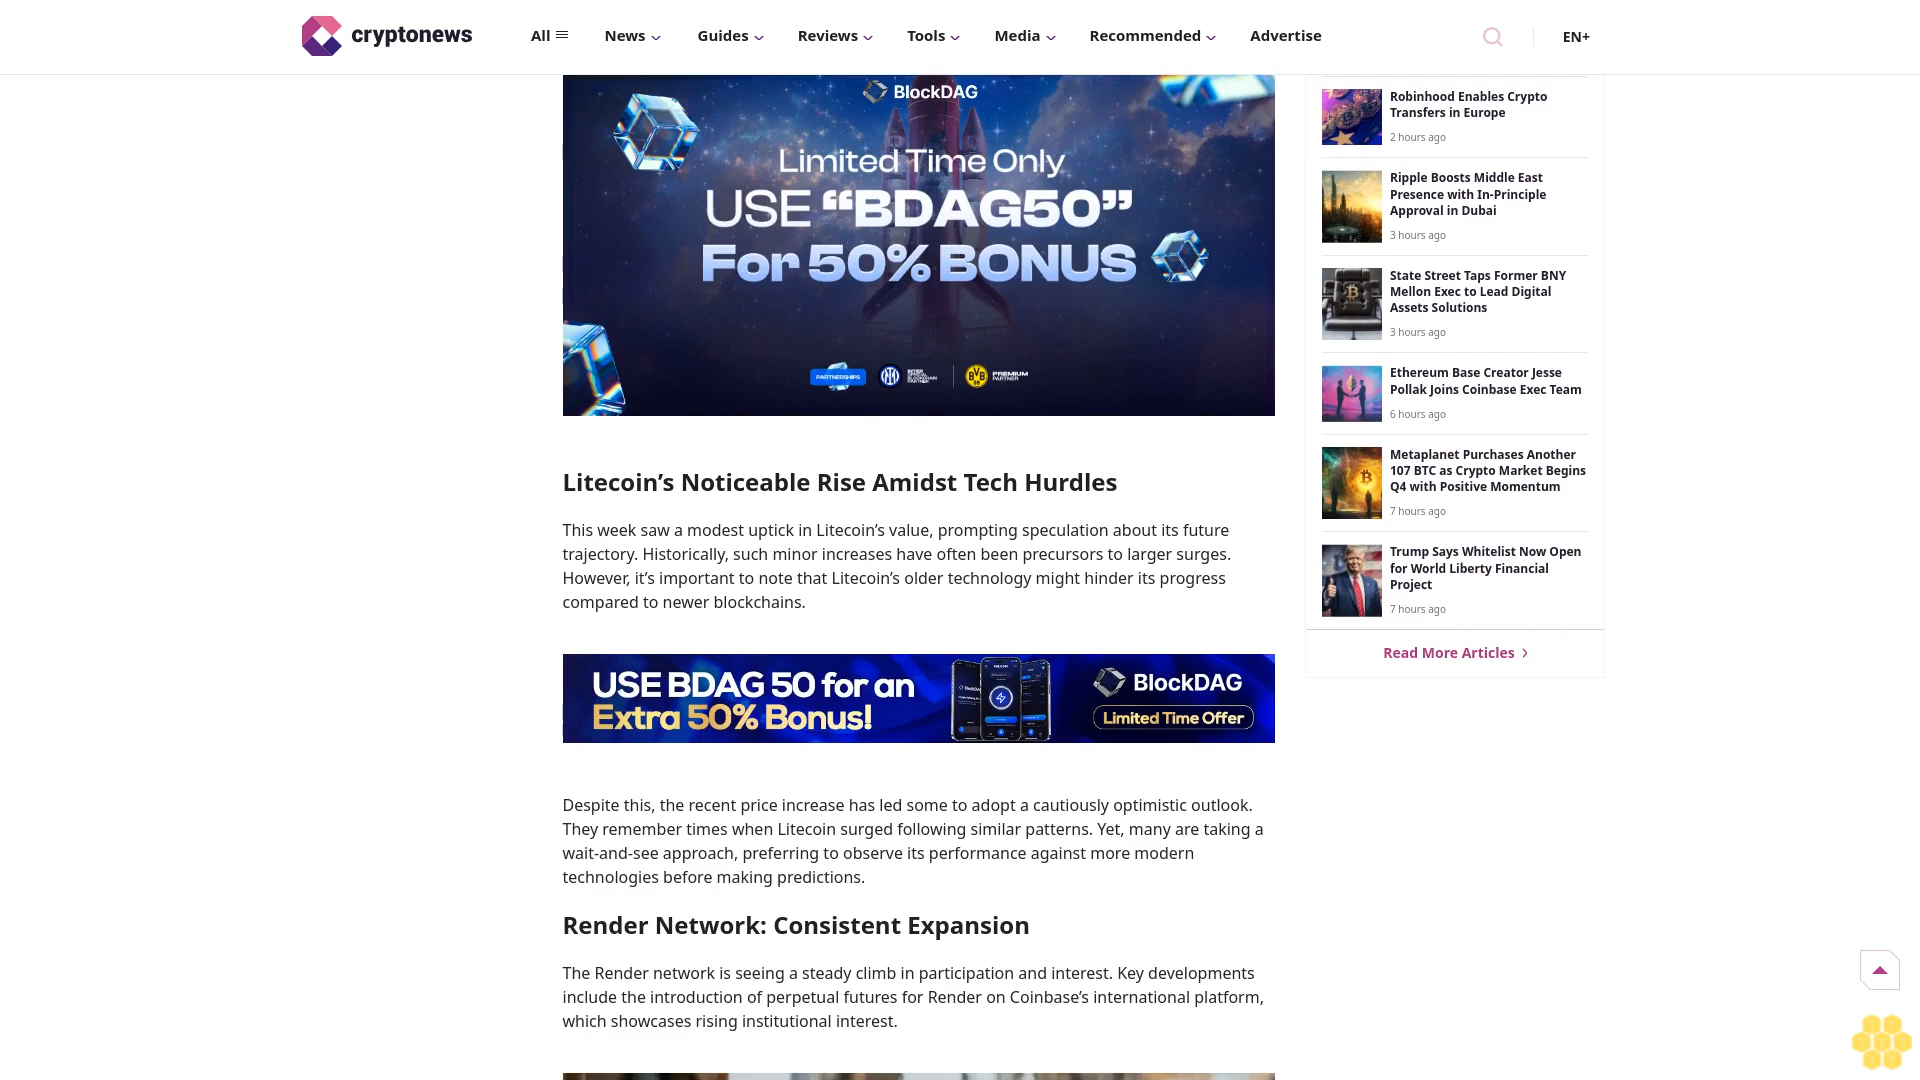 cryptonews
All
News
Guides
Reviews
Tools
Media
Recommended
Advertise
EN+
BlockDAG
Limited Time Only
USE “BDAG50”
For 50% BONUS
PARTNERSHIPS
INTER
PARTNER
BVB
09
PREMIUM
PARTNER
Litecoin’s Noticeable Rise Amidst Tech Hurdles
This week saw a modest uptick in Litecoin’s value, prompting speculation about its future
trajectory. Historically, such minor increases have often been precursors to larger surges.
However, it’s important to note that Litecoin’s older technology might hinder its progress
compared to newer blockchains.
USE BDAG 50 for an
Extra 50% Bonus!
BlockDAG
Limited Time Offer
Despite this, the recent price increase has led some to adopt a cautiously optimistic outlook.
They remember times when Litecoin surged following similar patterns. Yet, many are taking a
wait-and-see approach, preferring to observe its performance against more modern
technologies before making predictions.
Render Network: Consistent Expansion
The Render network is seeing a steady climb in participation and interest. Key developments
include the introduction of perpetual futures for Render on Coinbase’s international platform,
which showcases rising institutional interest.
Robinhood Enables Crypto
Transfers in Europe
2 hours ago
Ripple Boosts Middle East
Presence with In-Principle
Approval in Dubai
3 hours ago
State Street Taps Former BNY
Mellon Exec to Lead Digital
Assets Solutions
3 hours ago
Ethereum Base Creator Jesse
Pollak Joins Coinbase Exec Team
6 hours ago
Metaplanet Purchases Another
107 BTC as Crypto Market Begins
Q4 with Positive Momentum
7 hours ago
Trump Says Whitelist Now Open
for World Liberty Financial
Project
7 hours ago
Read More Articles